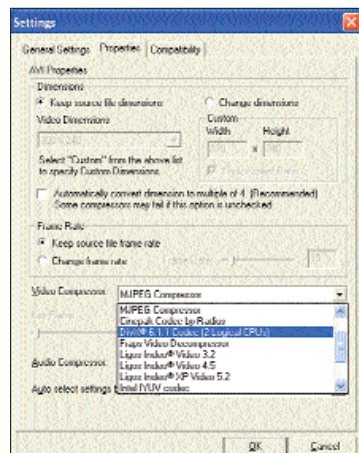 Settings
General Settings Properties Compatibility
AVI Properties
Dimensions
Keep source file dimensions Change dimensions
Video Dimensions Custom
Width Height
x
Select "Custom" from the above list
to specify Custom Dimensions
Automatically convert dimension to multiple of 4 (Recommended)
Some compressors may fail if this option is unchecked
Frame Rate
Keep source file frame rate
Change frame rate
Video Compressor MJPEG Compressor
MJPEG Compressor
Cinepak Codec by Radius
DivX® 6.1.1 Codec (2 Logical CPUs)
Fraps Video Decompressor
Ligos Indeo® Video 3.2
Ligos Indeo® Video 4.5
Audio Compressor Ligos Indeo® XP Video 5.2
Auto select settings Intel IYUV codec
OK Cancel